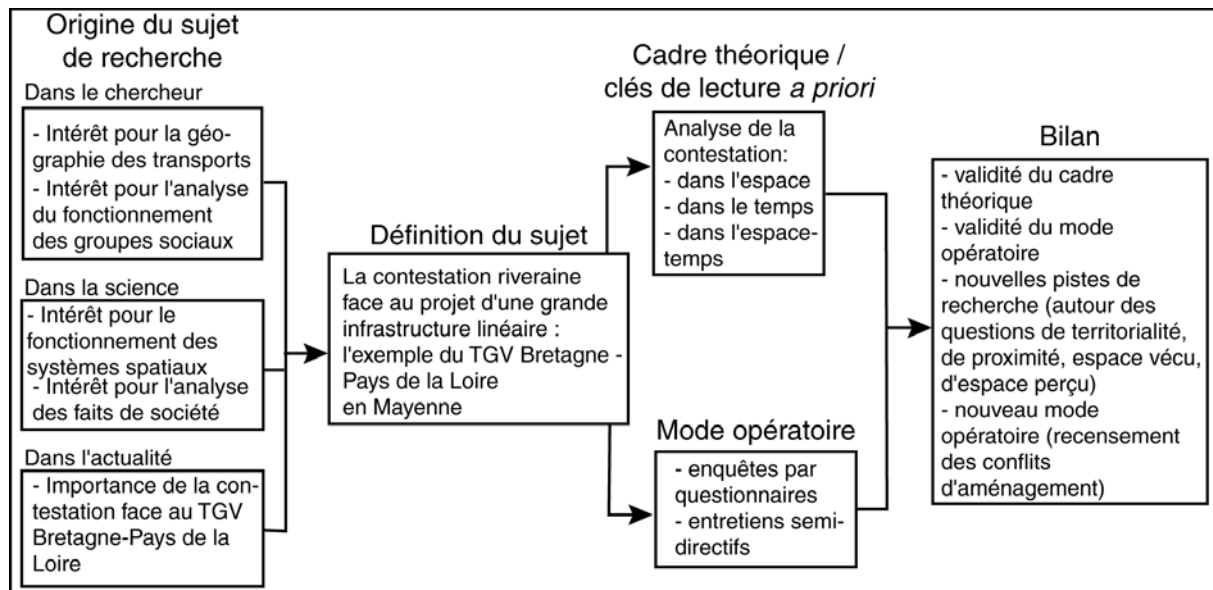 Origine du sujet
de recherche
Dans le chercheur
- Intérêt pour la géo-
graphie des transports
- Intérêt pour l'analyse
du fonctionnement
des groupes sociaux
Dans la science
- Intérêt pour le
fonctionnement des
systèmes spatiaux
- Intérêt pour l'analyse
des faits de société
Dans l'actualité
- Importance de la con-
testation face au TGV
Bretagne-Pays de la
Loire
Définition du sujet
La contestation riveraine
face au projet d'une grande
infrastructure linéaire :
l'exemple du TGV Bretagne -
Pays de la Loire
en Mayenne
Cadre théorique /
clés de lecture a priori
Analyse de la
contestation:
- dans l'espace
- dans le temps
- dans l'espace-
temps
Mode opératoire
- enquêtes par
questionnaires
- entretiens semi-
directifs
Bilan
- validité du cadre
théorique
- validité du mode
opératoire
- nouvelles pistes de
recherche (autour des
questions de territorialité,
de proximité, espace vécu,
d'espace perçu)
- nouveau mode
opératoire (recensement
des conflits
d'aménagement)